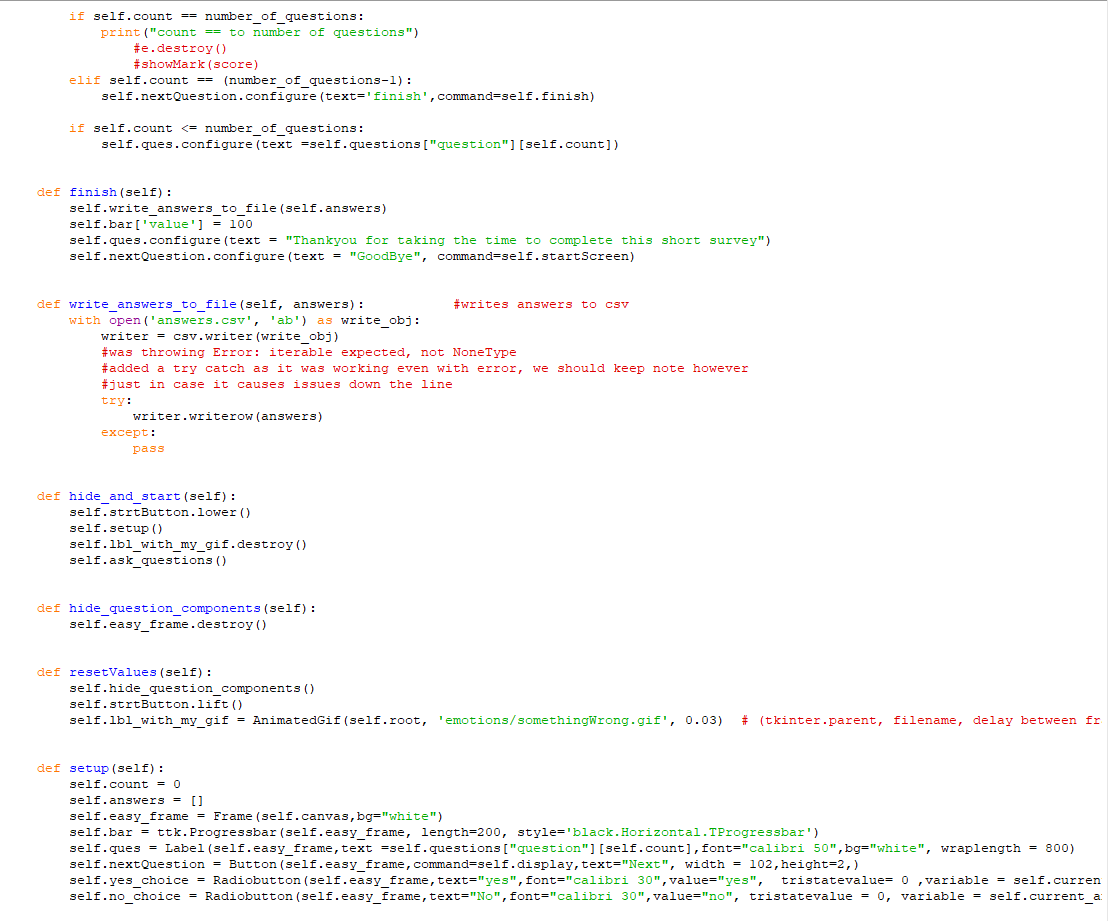 if self.count == number_of_questions:
print("count == to number of questions")
#e.destroy()
#showMark(score)
elif self.count == (number_of_questions-1):
self.nextQuestion.configure(text='finish',command=self.finish)
if self.count <= number_of_questions:
self.ques.configure(text =self.questions["question"][self.count])
def finish(self):
self.write_answers_to_file(self.answers)
self.bar['value'] = 100
self.ques.configure(text = "Thankyou for taking the time to complete this short survey")
self.nextQuestion.configure(text = "GoodBye", command=self.startScreen)
def write_answers_to_file(self, answers): #writes answers to csv
with open('answers.csv', 'ab') as write_obj:
writer = csv.writer(write_obj)
#was throwing Error: iterable expected, not NoneType
#added a try catch as it was working even with error, we should keep note however
#just in case it causes issues down the line
try:
writer.writerow(answers)
except:
pass
def hide_and_start(self):
self.strtButton.lower()
self.setup()
self.lbl_with_my_gif.destroy()
self.ask_questions()
def hide_question_components(self):
self.easy_frame.destroy()
def resetValues(self):
self.hide_question_components()
self.strtButton.lift()
self.lbl_with_my_gif = AnimatedGif(self.root, 'emotions/somethingWrong.gif', 0.03) # (tkinter.parent, filename, delay between fr
def setup(self):
self.count = 0
self.answers = []
self.easy_frame = Frame(self.canvas,bg="white")
self.bar = ttk.Progressbar(self.easy_frame, length=200, style='black.Horizontal.TProgressbar')
self.ques = Label(self.easy_frame,text =self.questions["question"][self.count],font="calibri 50",bg="white", wraplength = 800)
self.nextQuestion = Button(self.easy_frame,command=self.display,text="Next", width = 102,height=2,)
self.yes_choice = Radiobutton(self.easy_frame,text="yes",font="calibri 30",value="yes", tristatevalue= 0 ,variable = self.curren
self.no_choice = Radiobutton(self.easy_frame,text="No",font="calibri 30",value="no", tristatevalue = 0, variable = self.current_a